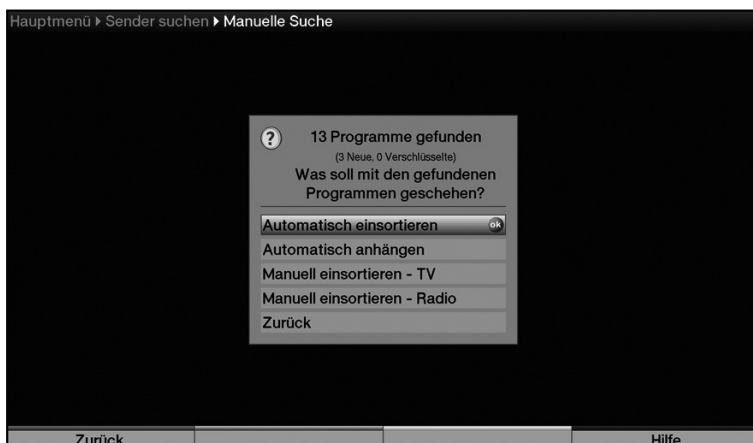 Hauptmenü ▸ Sender suchen ▸ Manuelle Suche
? 13 Programme gefunden
(3 Neue, 0 Verschlüsselte)
Was soll mit den gefundenen
Programmen geschehen?
Automatisch einsortieren ok
Automatisch anhängen
Manuell einsortieren - TV
Manuell einsortieren - Radio
Zurück
Zurück Hilfe